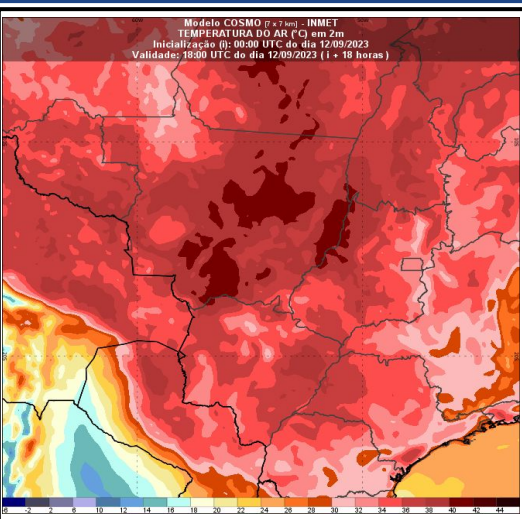 Modelo COSMO [7 x 7 km] - INMET
TEMPERATURA DO AR (°C) em 2m
Inicialização (i): 00:00 UTC do dia 12/09/2023
Validade: 18:00 UTC do dia 12/09/2023 ( i + 18 horas )
60W
-6 -2 2 6 10 12 14 16 18 20 22 24 26 28 30 32 34 36 38 40 42 44